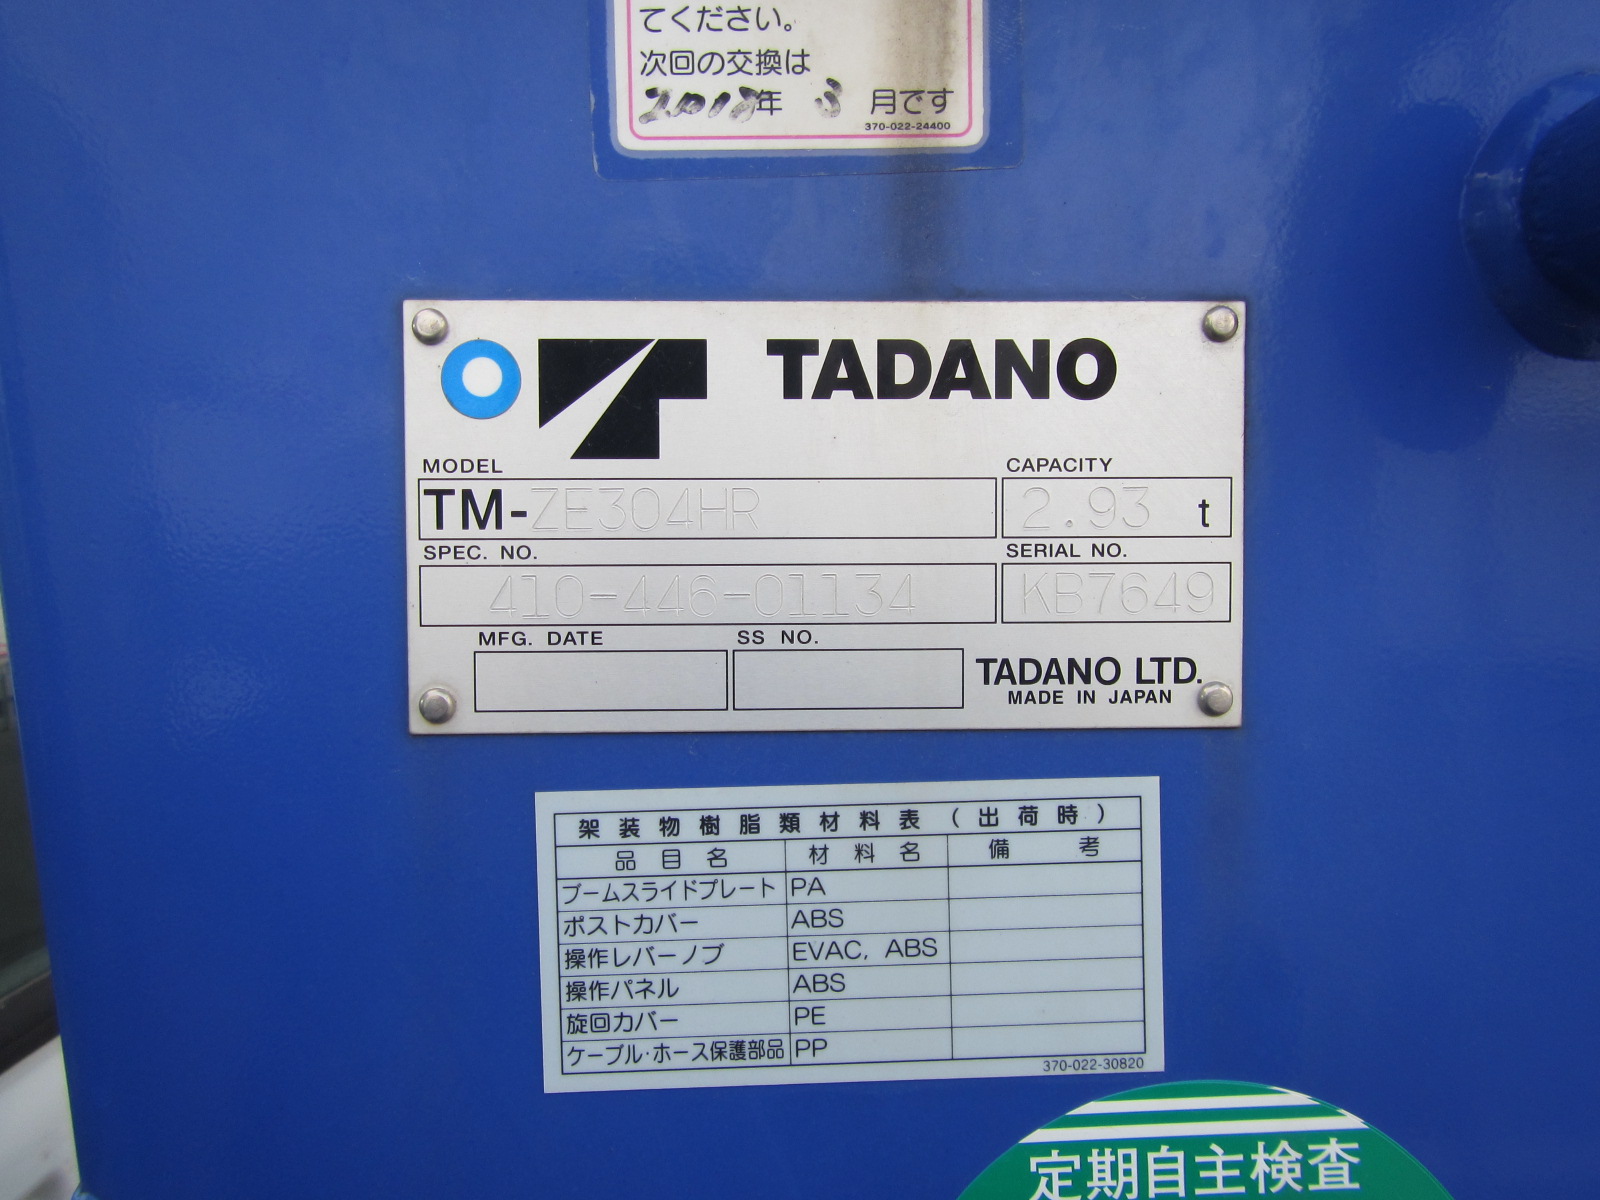 てください。
次回の交換は
2018年 3 月です
370-022-24400
TADANO
MODEL
CAPACITY
TM-ZE304HR
2.93 t
SPEC. NO.
SERIAL NO.
410-446-01134
KB7649
MFG. DATE
SS NO.
TADANO LTD.
MADE IN JAPAN
架装物樹脂類材料表(出荷時)
品目名 材料名 備考
ブームスライドプレート PA
ポストカバー ABS
操作レバーノブ EVAC, ABS
操作パネル ABS
旋回カバー PE
ケーブル・ホース保護部品 PP
370-022-30820
定期自主検査